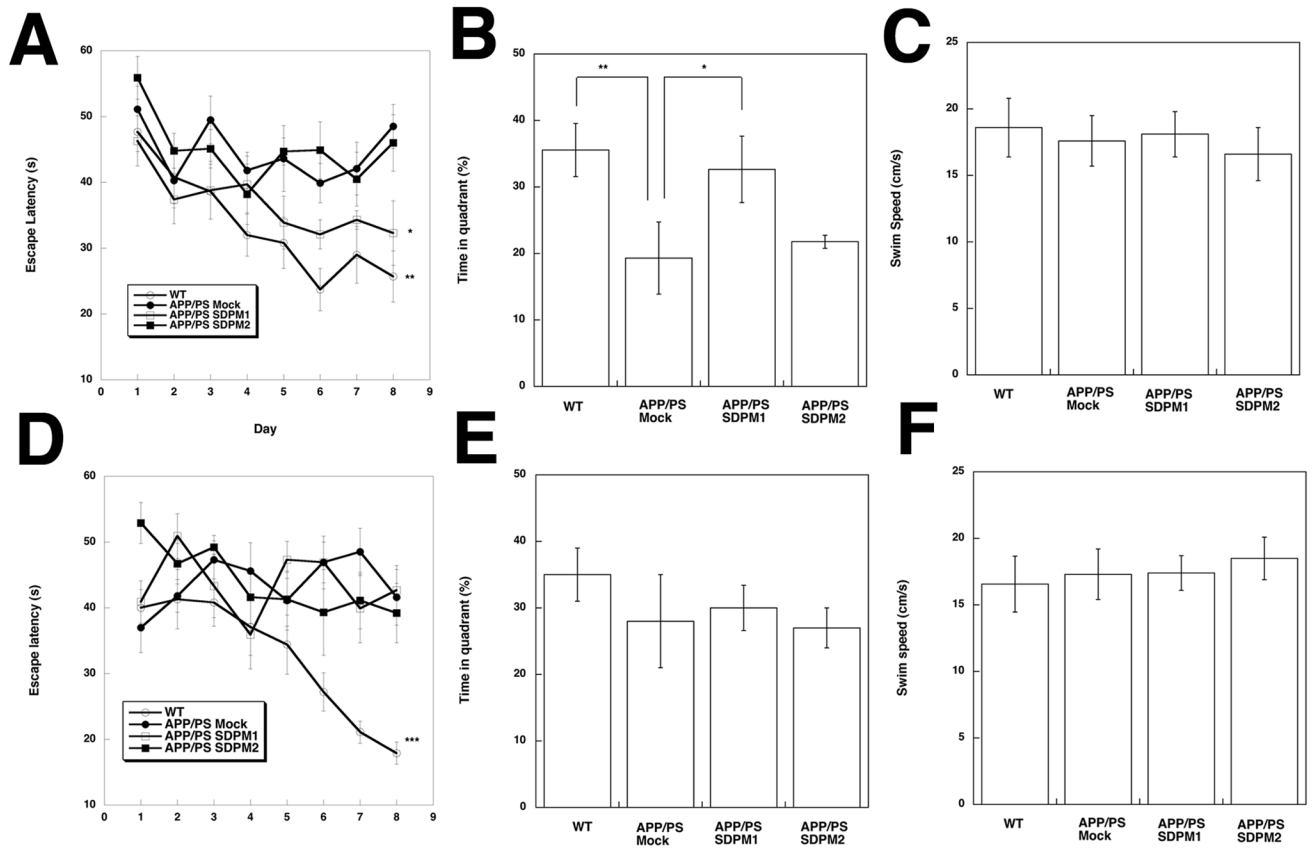 A
60
50
40
30
20
10
Escape Latency (s)
*
**
WT
APP/PS Mock
APP/PS SDPM1
APP/PS SDPM2
0 1 2 3 4 5 6 7 8 9
Day
B
50
40
30
20
10
0
Time in quadrant (%)
** *
WT APP/PS APP/PS APP/PS
Mock SDPM1 SDPM2
C
25
20
15
10
5
0
Swim Speed (cm/s)
WT APP/PS APP/PS APP/PS
Mock SDPM1 SDPM2
D
60
50
40
30
20
10
Escape latency (s)
***
WT
APP/PS Mock
APP/PS SDPM1
APP/PS SDPM2
0 1 2 3 4 5 6 7 8 9
E
50
40
30
20
10
0
Time in quadrant (%)
WT APP/PS APP/PS APP/PS
Mock SDPM1 SDPM2
F
25
20
15
10
5
0
Swim speed (cm/s)
WT APP/PS APP/PS APP/PS
Mock SDPM1 SDPM2